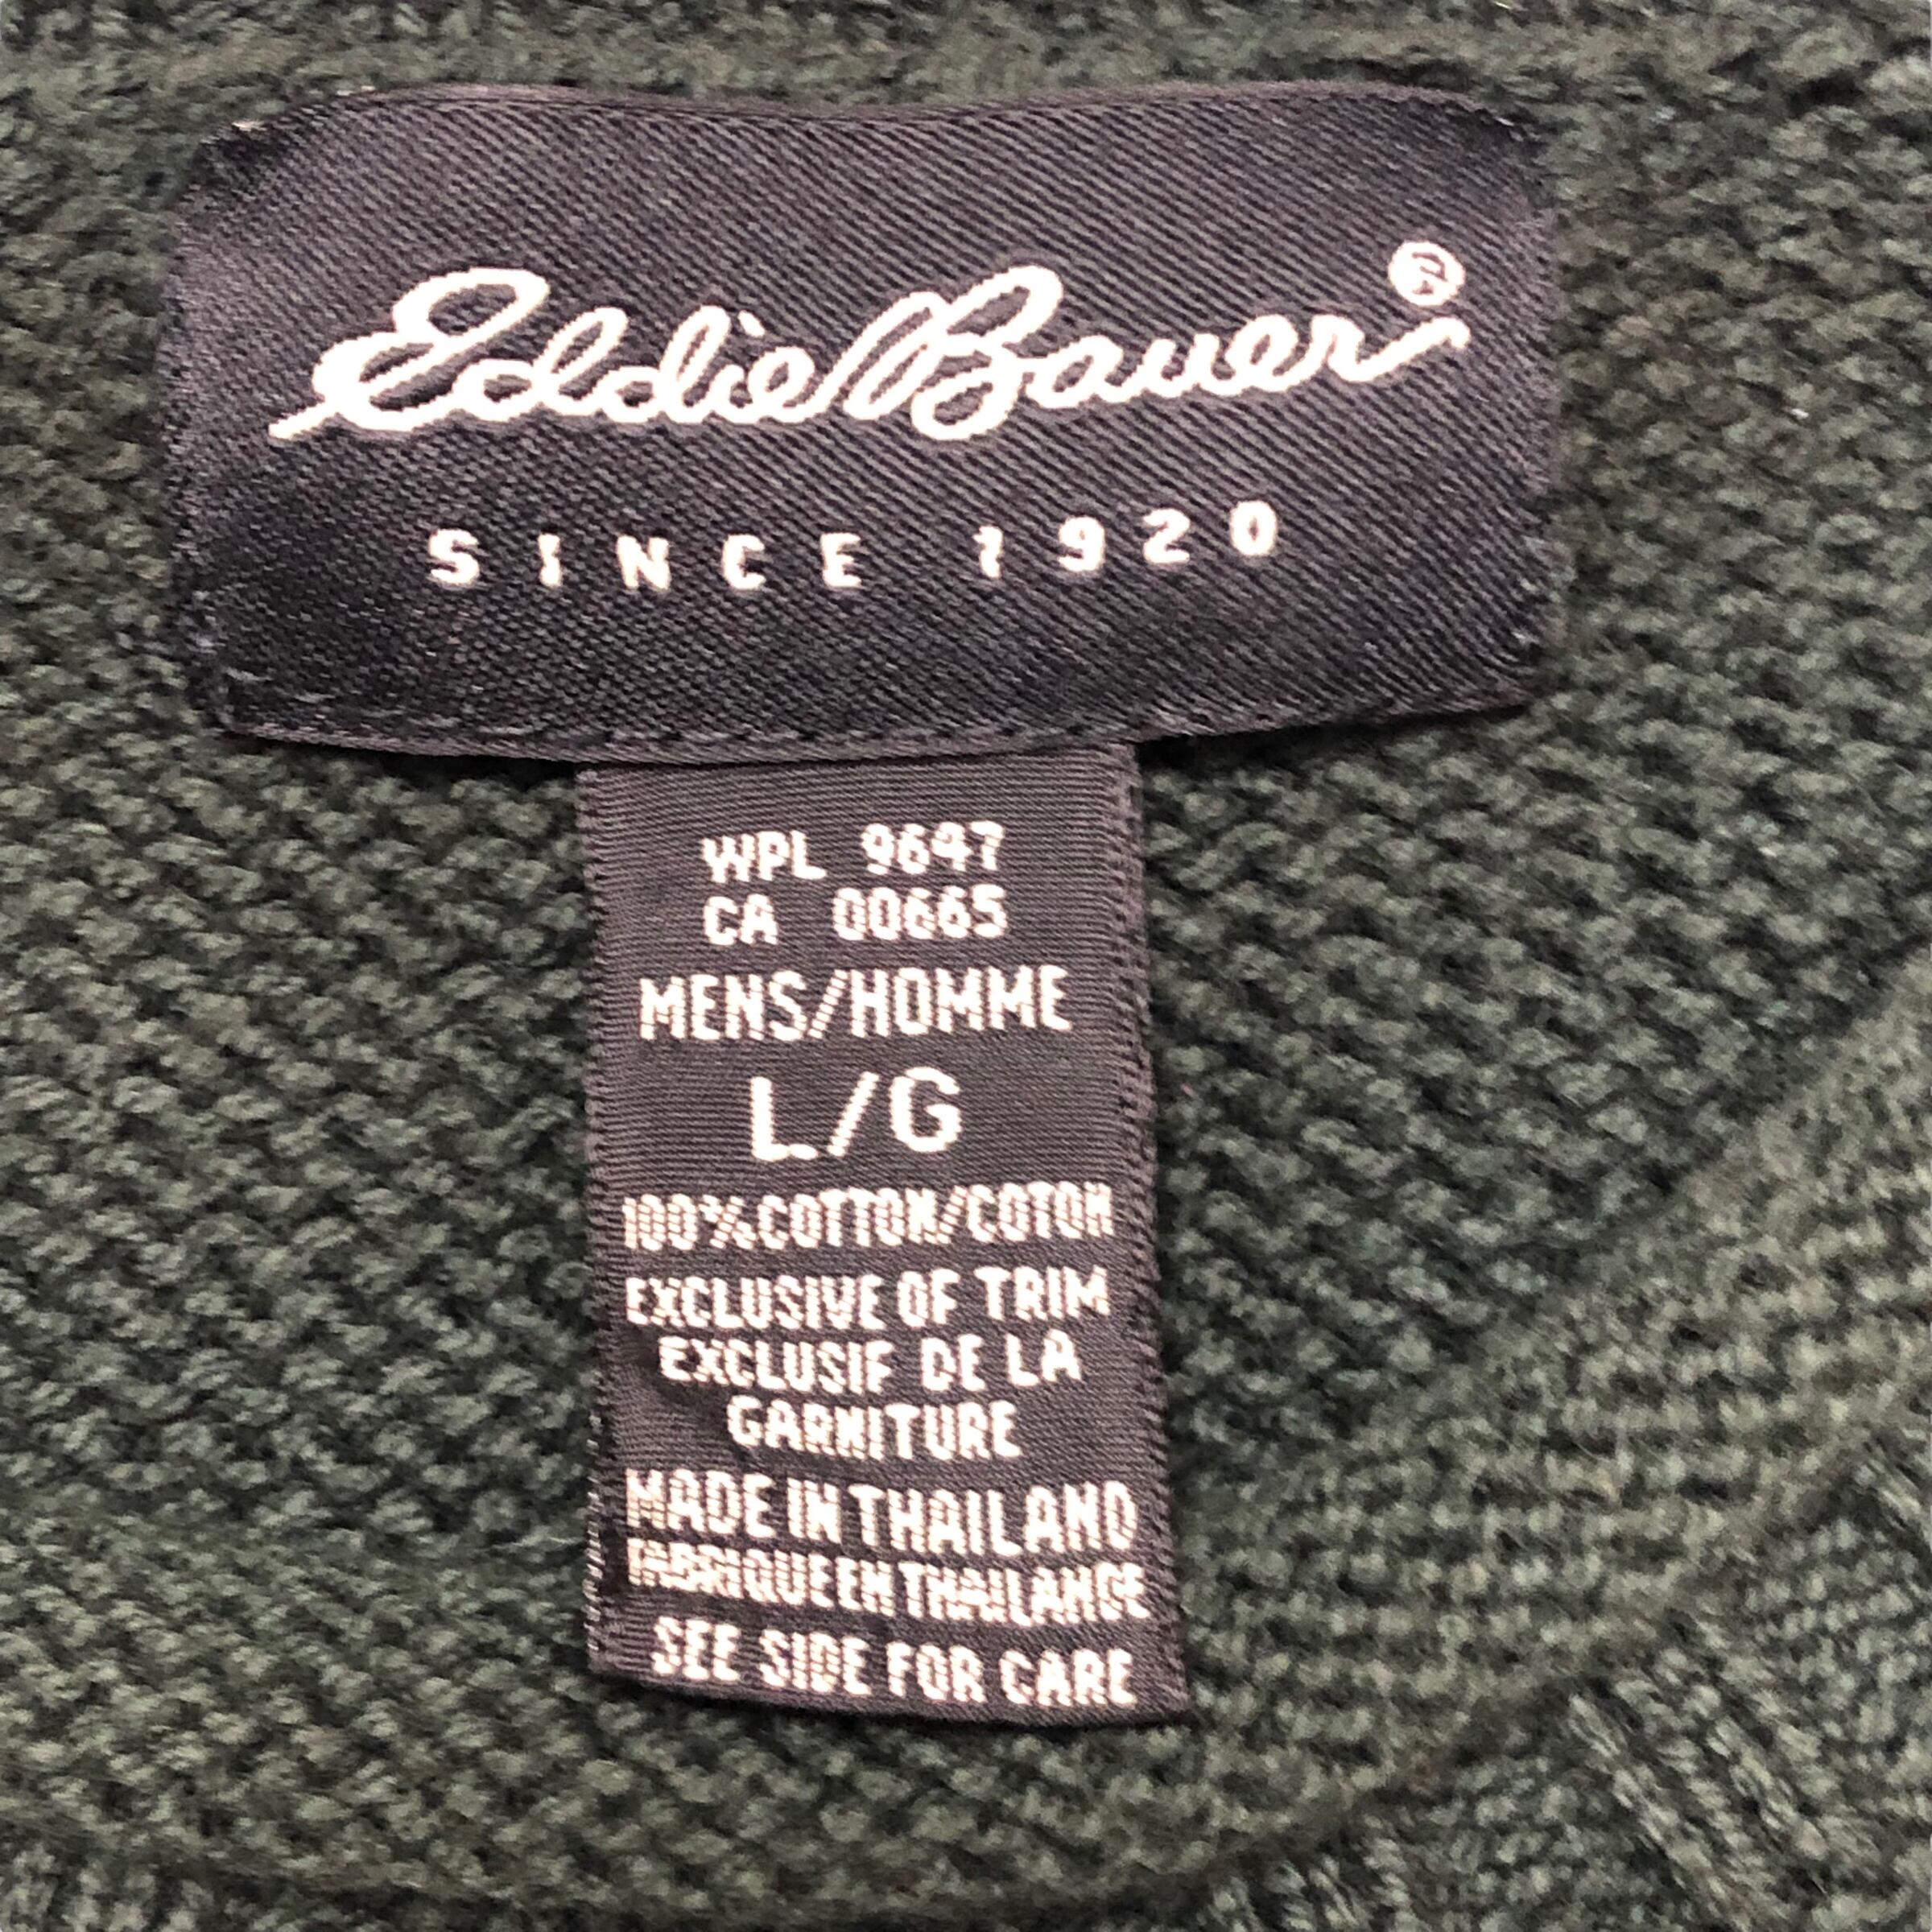 Eddie Bauer®
SINCE 1920
WPL 9647
CA 00665
MENS/HOMME
L/G
100%COTTON/COTON
EXCLUSIVE OF TRIM
EXCLUSIF DE LA
GARNITURE
MADE IN THAILAND
FABRIQUE EN THAILANDE
SEE SIDE FOR CARE